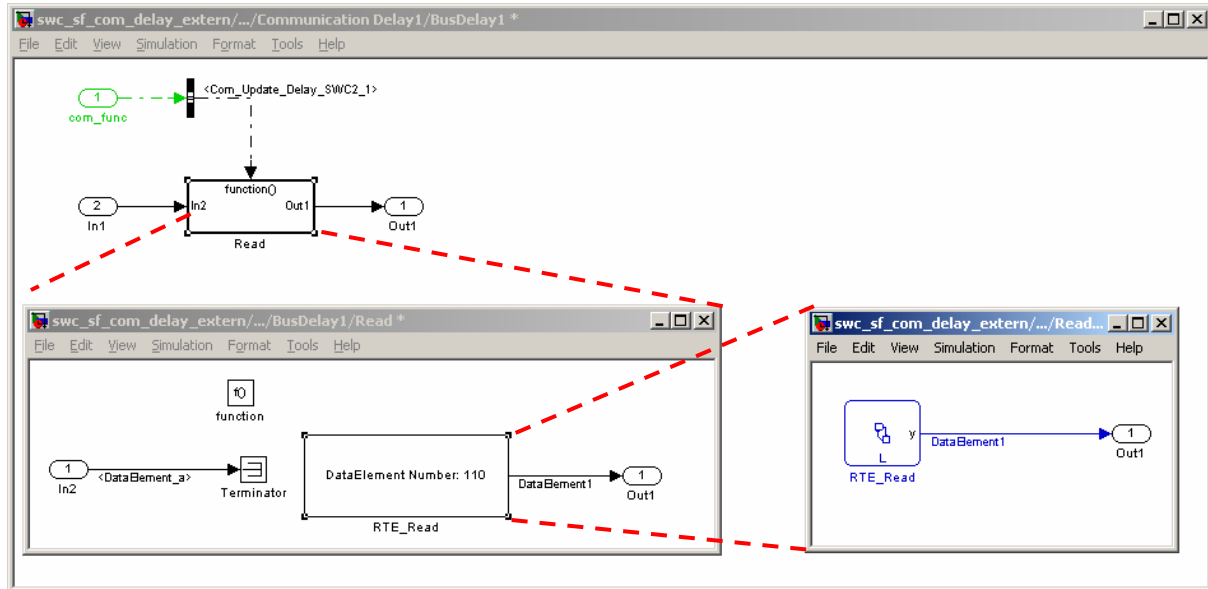 swc_sf_com_delay_extern/.../Communication Delay1/BusDelay1 *
File Edit View Simulation Format Tools Help
<Com_Update_Delay_SWC2_1>
1
com_func
function()
2
In2
Out1
1
In1
Out1
Read
swc_sf_com_delay_extern/.../BusDelay1/Read *
File Edit View Simulation Format Tools Help
f()
function
1
<DataElement_a>
In2
Terminator
DataElement Number: 110
DataElement1
1
Out1
RTE_Read
swc_sf_com_delay_extern/.../Read...
File Edit View Simulation Format Tools Help
y
DataElement1
1
Out1
L
RTE_Read